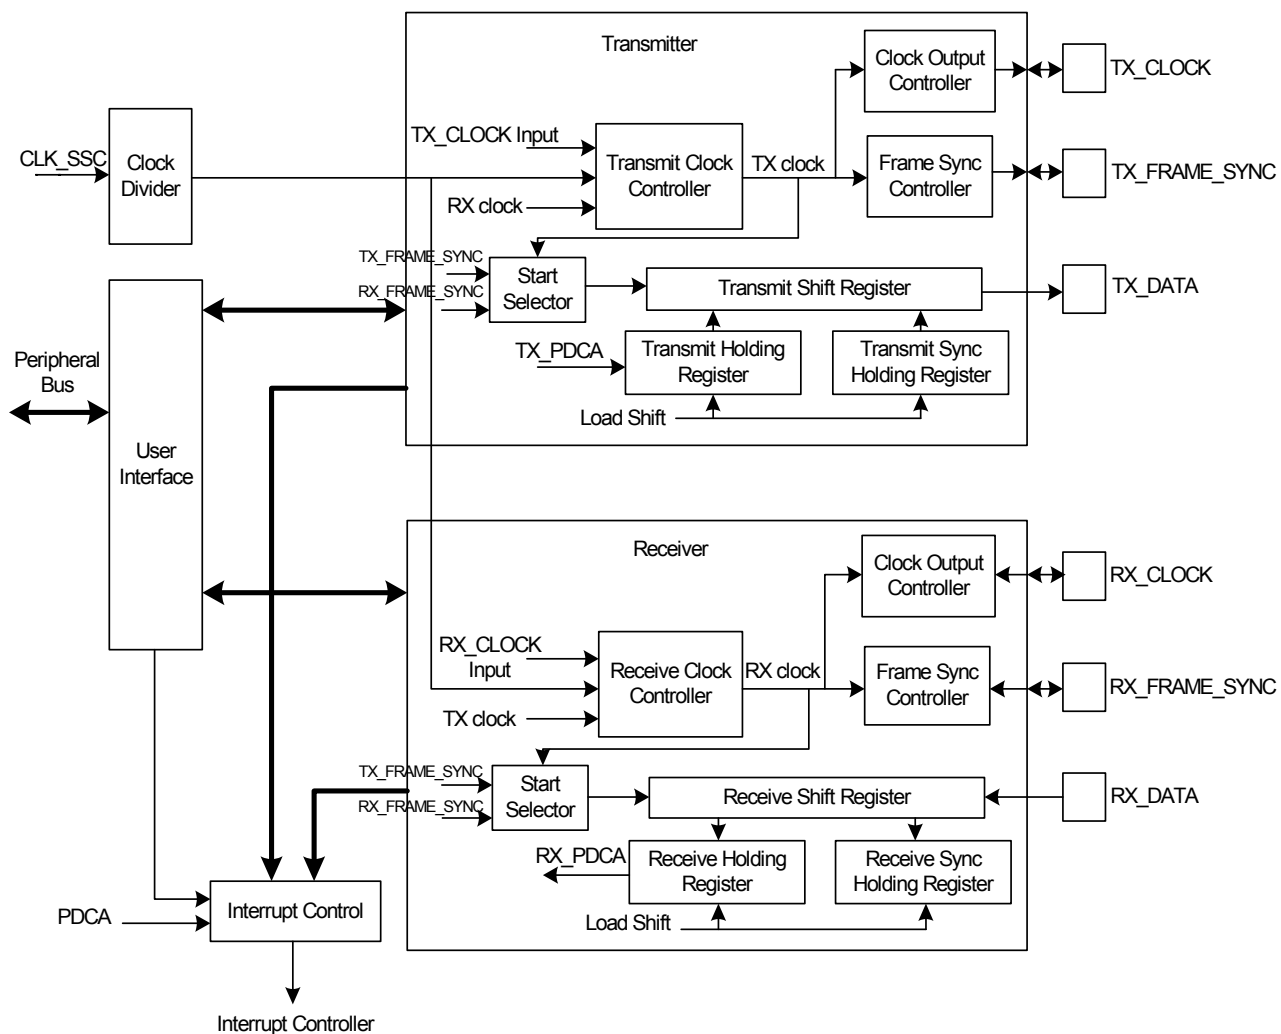 Transmitter
Clock Output
Controller
TX_CLOCK
TX_CLOCK Input
CLK_SSC
Clock
Divider
Transmit Clock
Controller
TX clock
Frame Sync
Controller
TX_FRAME_SYNC
RX clock
TX_FRAME_SYNC
RX_FRAME_SYNC
Start
Selector
Transmit Shift Register
TX_DATA
TX_PDCA
Transmit Holding
Register
Transmit Sync
Holding Register
Peripheral
Bus
Load Shift
User
Interface
Receiver
Clock Output
Controller
RX_CLOCK
RX_CLOCK
Input
Receive Clock
Controller
RX clock
Frame Sync
Controller
RX_FRAME_SYNC
TX clock
TX_FRAME_SYNC
RX_FRAME_SYNC
Start
Selector
Receive Shift Register
RX_DATA
RX_PDCA
Receive Holding
Register
Receive Sync
Holding Register
Load Shift
PDCA
Interrupt Control
Interrupt Controller